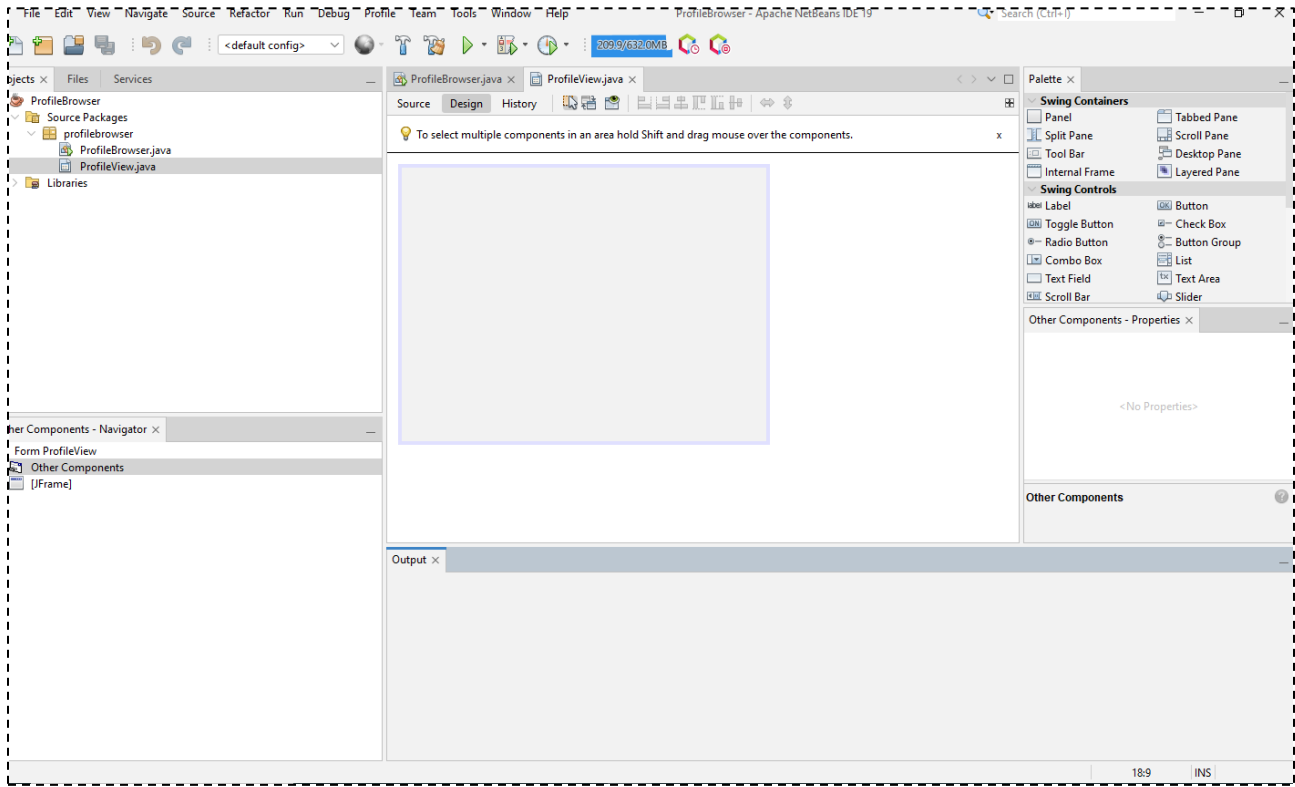 File Edit View Navigate Source Refactor Run Debug Profile Team Tools Window Help ProfileBrowser - Apache NetBeans IDE 19 Search (Ctrl+I)
<default config> 209.9/632.0MB
ojects Files Services
ProfileBrowser
Source Packages
profilebrowser
ProfileBrowser.java
ProfileView.java
Libraries
her Components - Navigator
Form ProfileView
Other Components
[JFrame]
ProfileBrowser.java ProfileView.java
Source Design History
To select multiple components in an area hold Shift and drag mouse over the components. x
Output
Palette
Swing Containers
Panel Tabbed Pane
Split Pane Scroll Pane
Tool Bar Desktop Pane
Internal Frame Layered Pane
Swing Controls
label Label OK Button
ON Toggle Button Check Box
Radio Button Button Group
Combo Box List
Text Field tx Text Area
Scroll Bar Slider
Other Components - Properties
<No Properties>
Other Components ?
18:9 INS